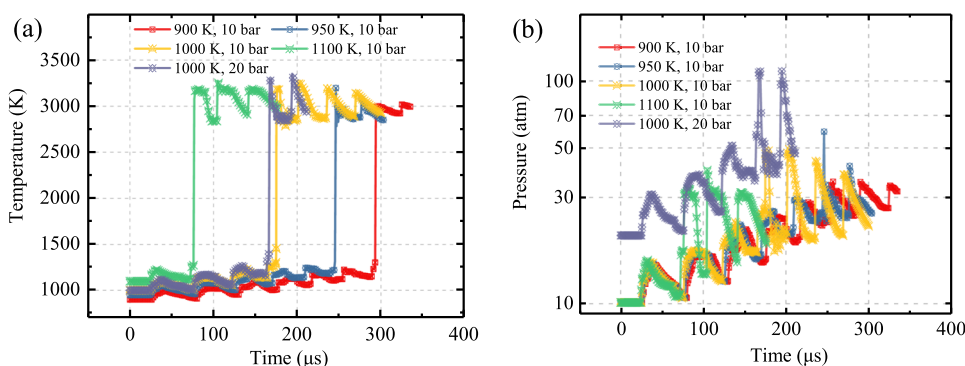 (a)
900 K, 10 bar
950 K, 10 bar
1000 K, 10 bar
1100 K, 10 bar
1000 K, 20 bar
Temperature (K)
3500
3000
2500
1500
1000
0
100
200
300
400
Time (μs)
(b)
900 K, 10 bar
950 K, 10 bar
1000 K, 10 bar
1100 K, 10 bar
1000 K, 20 bar
Pressure (atm)
100
70
50
30
10
0
100
200
300
400
Time (μs)